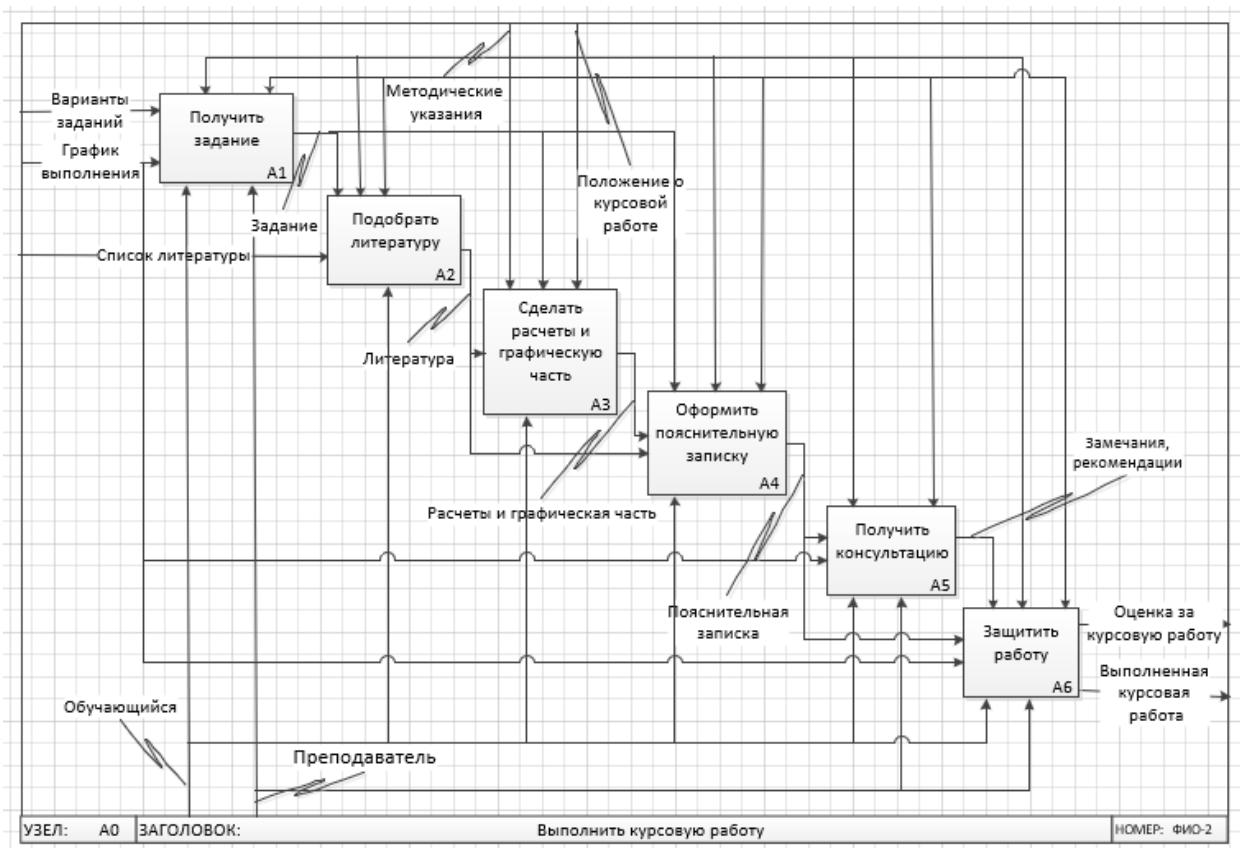 Варианты
заданий
График
выполнения
Получить
задание
A1
Методические
указания
Положение о
курсовой
работе
Задание
Список литературы
Подобрать
литературу
A2
Литература
Сделать
расчеты и
графическую
часть
A3
Расчеты и графическая часть
Оформить
пояснительную
записку
A4
Замечания,
рекомендации
Пояснительная
записка
Получить
консультацию
A5
Защитить
работу
A6
Оценка за
курсовую работу
Выполненная
курсовая
работа
Обучающийся
Преподаватель
УЗЕЛ: A0 ЗАГОЛОВОК: Выполнить курсовую работу НОМЕР: ФИО-2